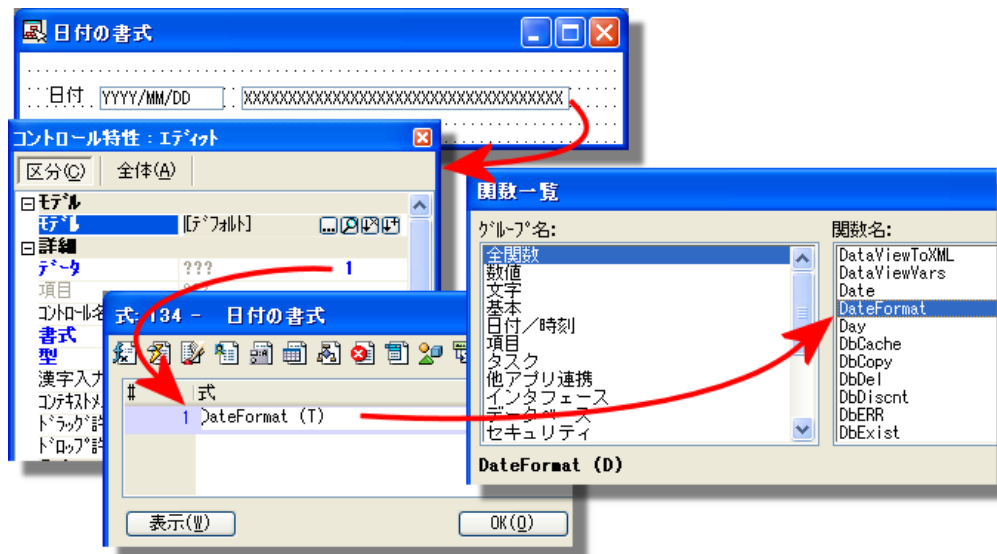 日付の書式
日付 YYYY/MM/DD XXXXXXXXXXXXXXXXXXXXXXXXXXXXXXXXXXX
コントロール特性:エディット
区分(C) 全体(A)
モデル
モデル [デフォルト]
詳細
データ ??? 1
項目
コントロール名
書式
型
漢字入力
コンテキストメ
ドラッグ許
ドロップ許
式: 134 - 日付の書式
# 式
1 DateFormat (T)
表示(W) OK(O)
関数一覧
グループ名: 関数名:
全関数
数値
文字
基本
日付/時刻
項目
タスク
他アプリ連携
インタフェース
データベース
セキュリティ
DataViewToXML
DataViewVars
Date
DateFormat
Day
DbCache
DbCopy
DbDel
DbDiscnt
DbERR
DbExist
DateFormat (D)